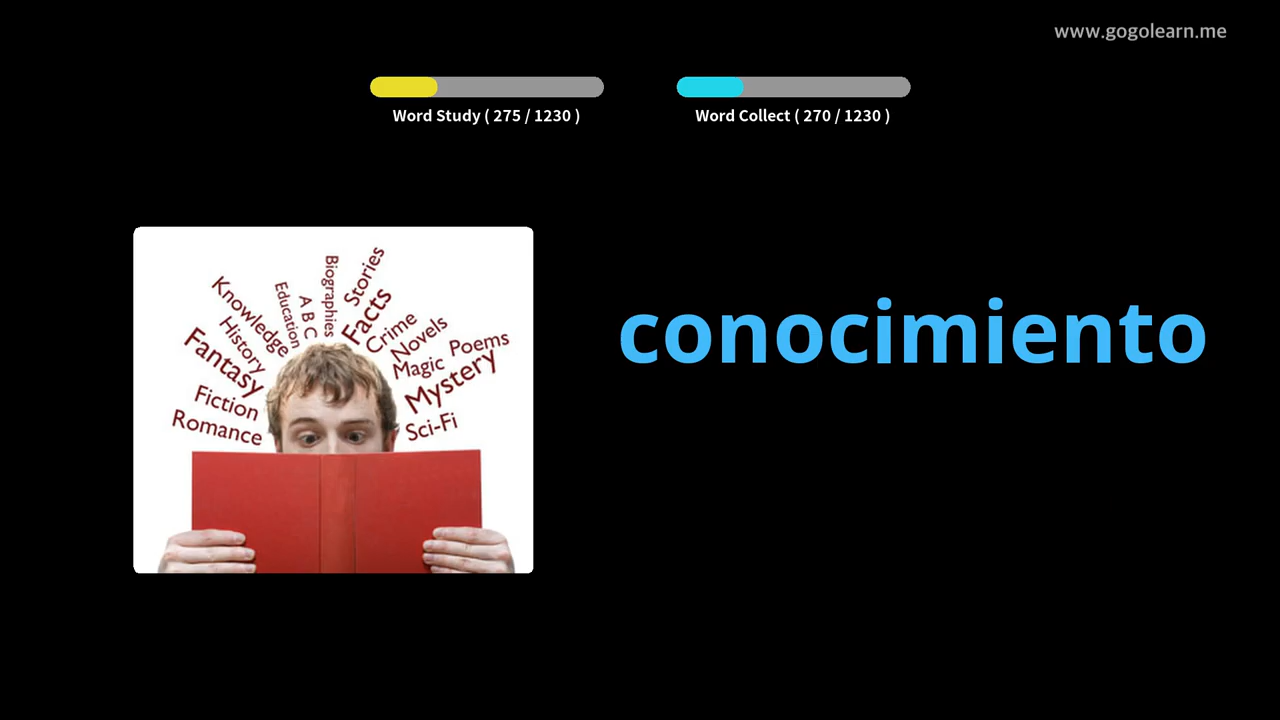 www.gogolearn.me
Word Study ( 275 / 1230 )
Word Collect ( 270 / 1230 )
conocimiento
Stories
Biographies
Facts
A B C
Education
Knowledge
Crime
History
Novels
Poems
Fantasy
Magic
Mystery
Fiction
Romance
Sci-Fi